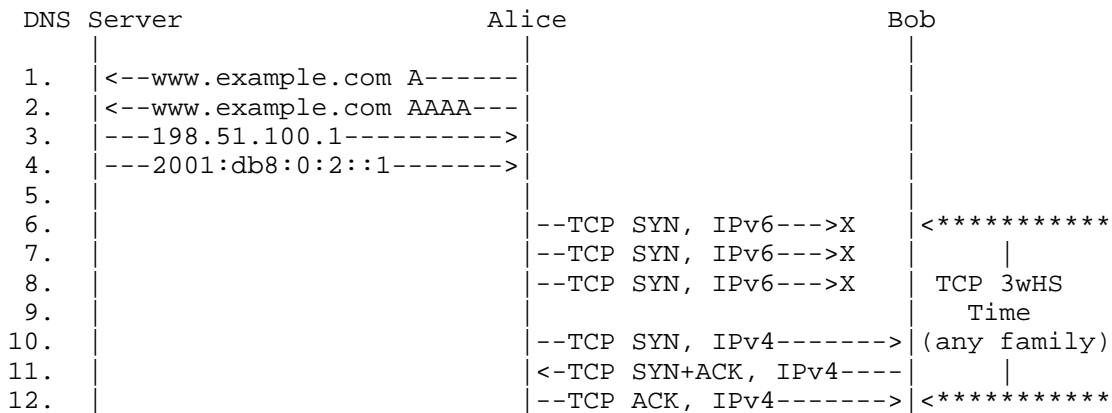 DNS Server                  Alice                     Bob
     |                           |                         |
 1.  |<--www.example.com A------|                         |
 2.  |<--www.example.com AAAA---|                         |
 3.  |---198.51.100.1---------->|                         |
 4.  |---2001:db8:0:2::1------->|                         |
 5.  |                           |                         |
 6.  |                           |--TCP SYN, IPv6--->X    |<***********
 7.  |                           |--TCP SYN, IPv6--->X    |     |
 8.  |                           |--TCP SYN, IPv6--->X    | TCP 3wHS
 9.  |                           |                         |   Time
10.  |                           |--TCP SYN, IPv4------->|(any family)
11.  |                           |<-TCP SYN+ACK, IPv4----|     |
12.  |                           |--TCP ACK, IPv4------->|<***********